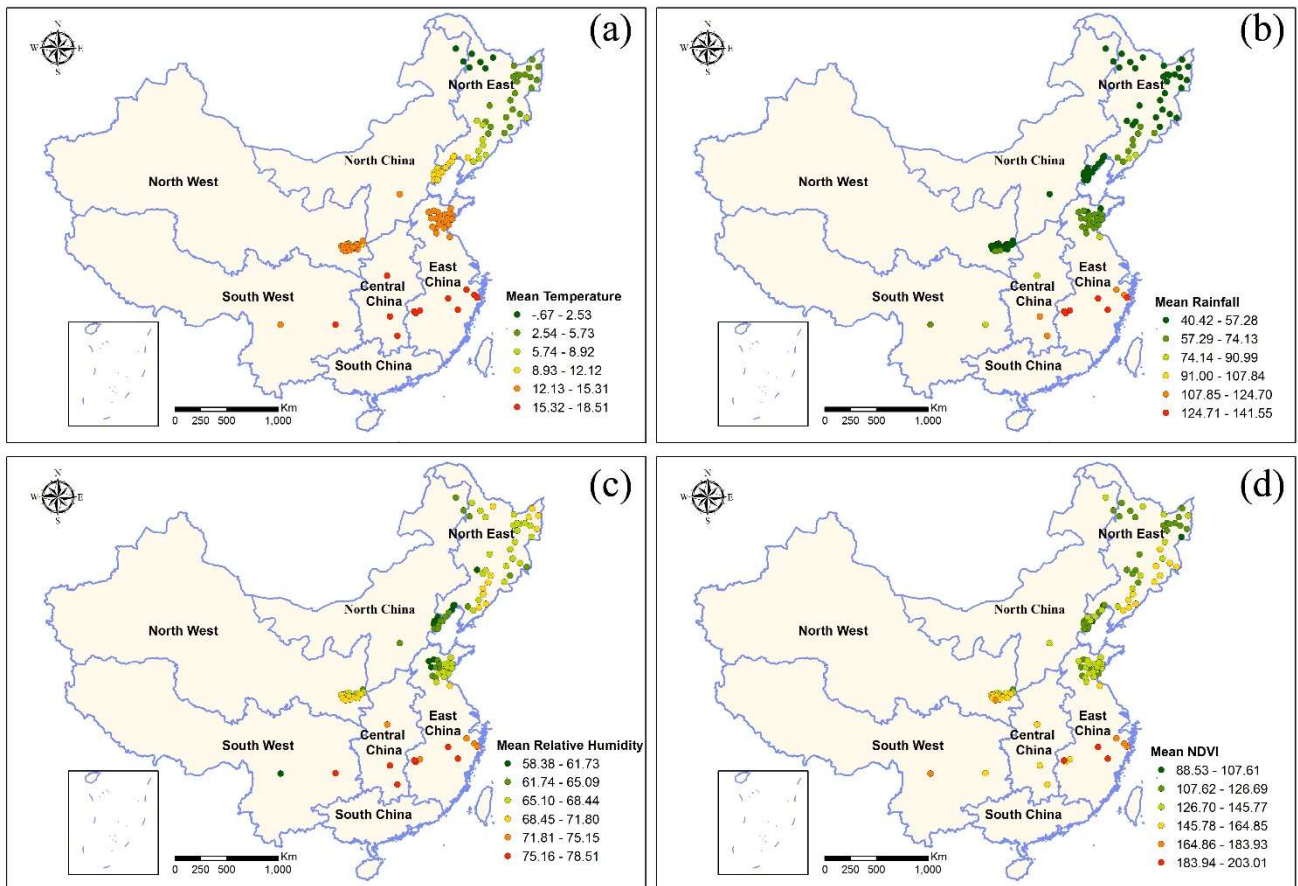 (a)
N
W E
S
North East
North China
North West
East China
Central China
South West
South China
Mean Temperature
-.67 - 2.53
2.54 - 5.73
5.74 - 8.92
8.93 - 12.12
12.13 - 15.31
15.32 - 18.51
Km
0 250 500 1,000
(b)
N
W E
S
North East
North China
North West
East China
Central China
South West
South China
Mean Rainfall
40.42 - 57.28
57.29 - 74.13
74.14 - 90.99
91.00 - 107.84
107.85 - 124.70
124.71 - 141.55
Km
0 250 500 1,000
(c)
N
W E
S
North East
North China
North West
East China
Central China
South West
South China
Mean Relative Humidity
58.38 - 61.73
61.74 - 65.09
65.10 - 68.44
68.45 - 71.80
71.81 - 75.15
75.16 - 78.51
Km
0 250 500 1,000
(d)
N
W E
S
North East
North China
North West
East China
Central China
South West
South China
Mean NDVI
88.53 - 107.61
107.62 - 126.69
126.70 - 145.77
145.78 - 164.85
164.86 - 183.93
183.94 - 203.01
Km
0 250 500 1,000